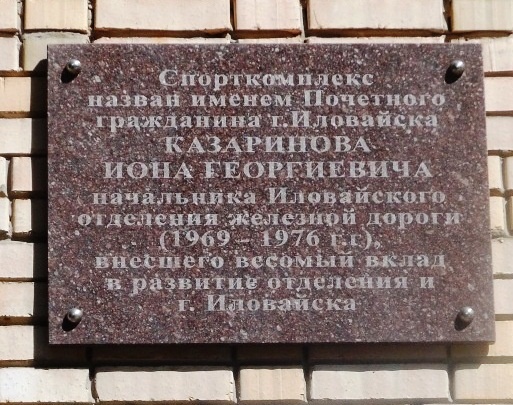 Спорткомплекс
назван именем Почетного
гражданина г.Иловайска
КАЗАРИНОВА
ИОНА ГЕОРГИЕВИЧА
начальника Иловайского
отделения железной дороги
(1969 – 1976 г.г),
внесшего весомый вклад
в развитие отделения и
г. Иловайска